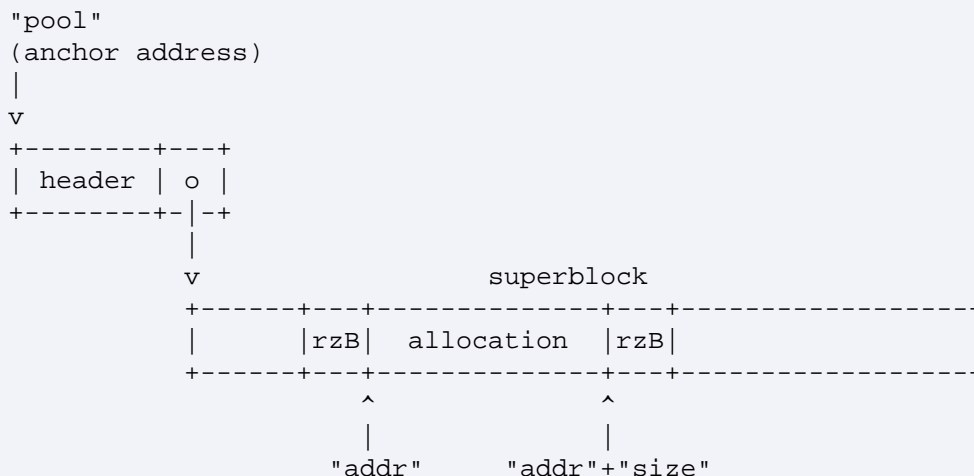 "pool"
(anchor address)
|
v
+--------+---+
| header | o |
+--------+-|-+
           |
           v                  superblock
           +------+---+--------------+---+------------------
           |      |rzB|  allocation  |rzB|
           +------+---+--------------+---+------------------
                      ^              ^
                      |              |
                    "addr"     "addr"+"size"